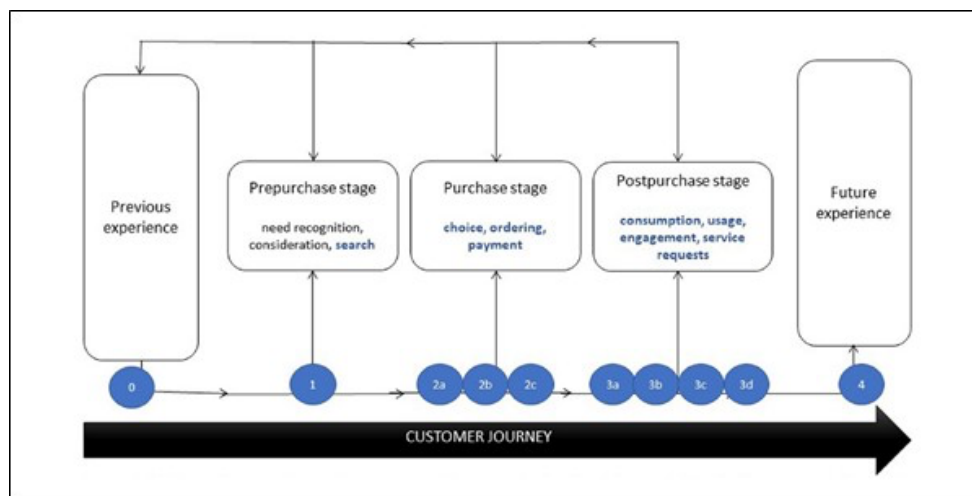 Previous
experience
Prepurchase stage
need recognition,
consideration, search
Purchase stage
choice, ordering,
payment
Postpurchase stage
consumption, usage,
engagement, service
requests
Future
experience
0
1
2a
2b
2c
3a
3b
3c
3d
4
CUSTOMER JOURNEY